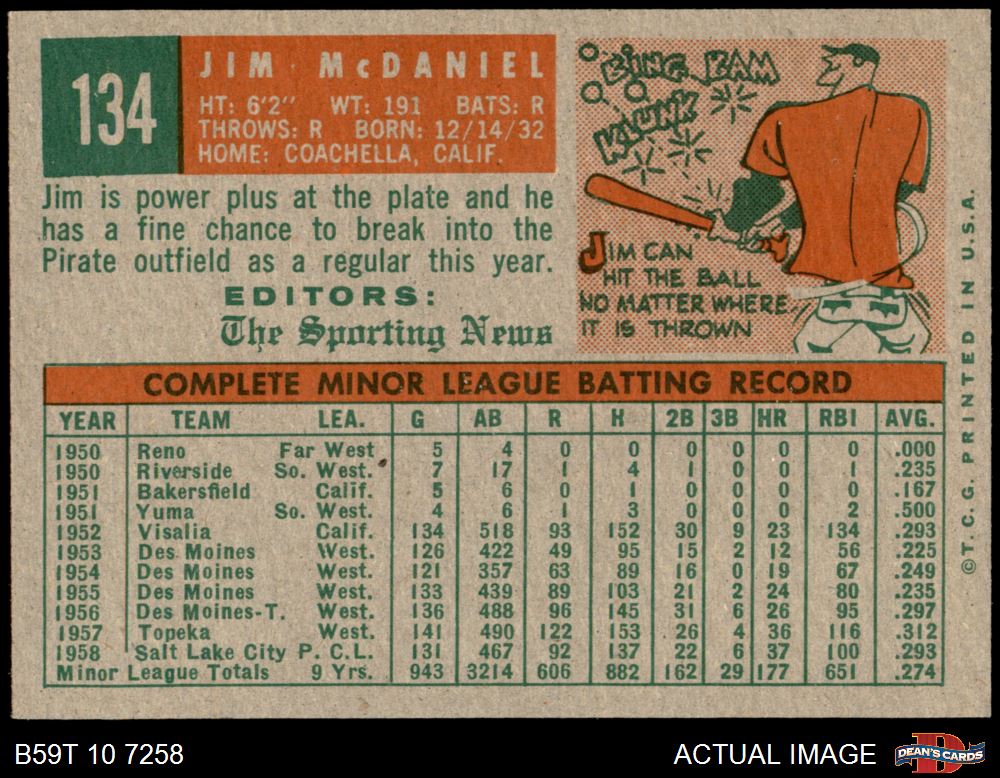 134
JIM McDANIEL
HT: 6'2" WT: 191 BATS: R
THROWS: R BORN: 12/14/32
HOME: COACHELLA, CALIF.
Jim is power plus at the plate and he
has a fine chance to break into the
Pirate outfield as a regular this year.
EDITORS:
The Sporting News
BING BAM
KLUNK
JIM CAN
HIT THE BALL
NO MATTER WHERE
IT IS THROWN
COMPLETE MINOR LEAGUE BATTING RECORD
YEAR TEAM LEA. G AB R H 2B 3B HR RBI AVG.
1950 Reno Far West 5 4 0 0 0 0 0 0 .000
1950 Riverside So. West. 7 17 1 4 1 0 0 1 .235
1951 Bakersfield Calif. 5 6 0 1 0 0 0 0 .167
1951 Yuma So. West. 4 6 1 3 0 0 0 2 .500
1952 Visalia Calif. 134 518 93 152 30 9 23 134 .293
1953 Des Moines West. 126 422 49 95 15 2 12 56 .225
1954 Des Moines West. 121 357 63 89 16 0 19 67 .249
1955 Des Moines West. 133 439 89 103 21 2 24 80 .235
1956 Des Moines-T. West. 136 488 96 145 31 6 26 95 .297
1957 Topeka West. 141 490 122 153 26 4 36 116 .312
1958 Salt Lake City P.C.L. 131 467 92 137 22 6 37 100 .293
Minor League Totals 9 Yrs. 943 3214 606 882 162 29 177 651 .274
©T.C.G. PRINTED IN U.S.A.
B59T 10 7258
ACTUAL IMAGE
DEAN'S CARDS